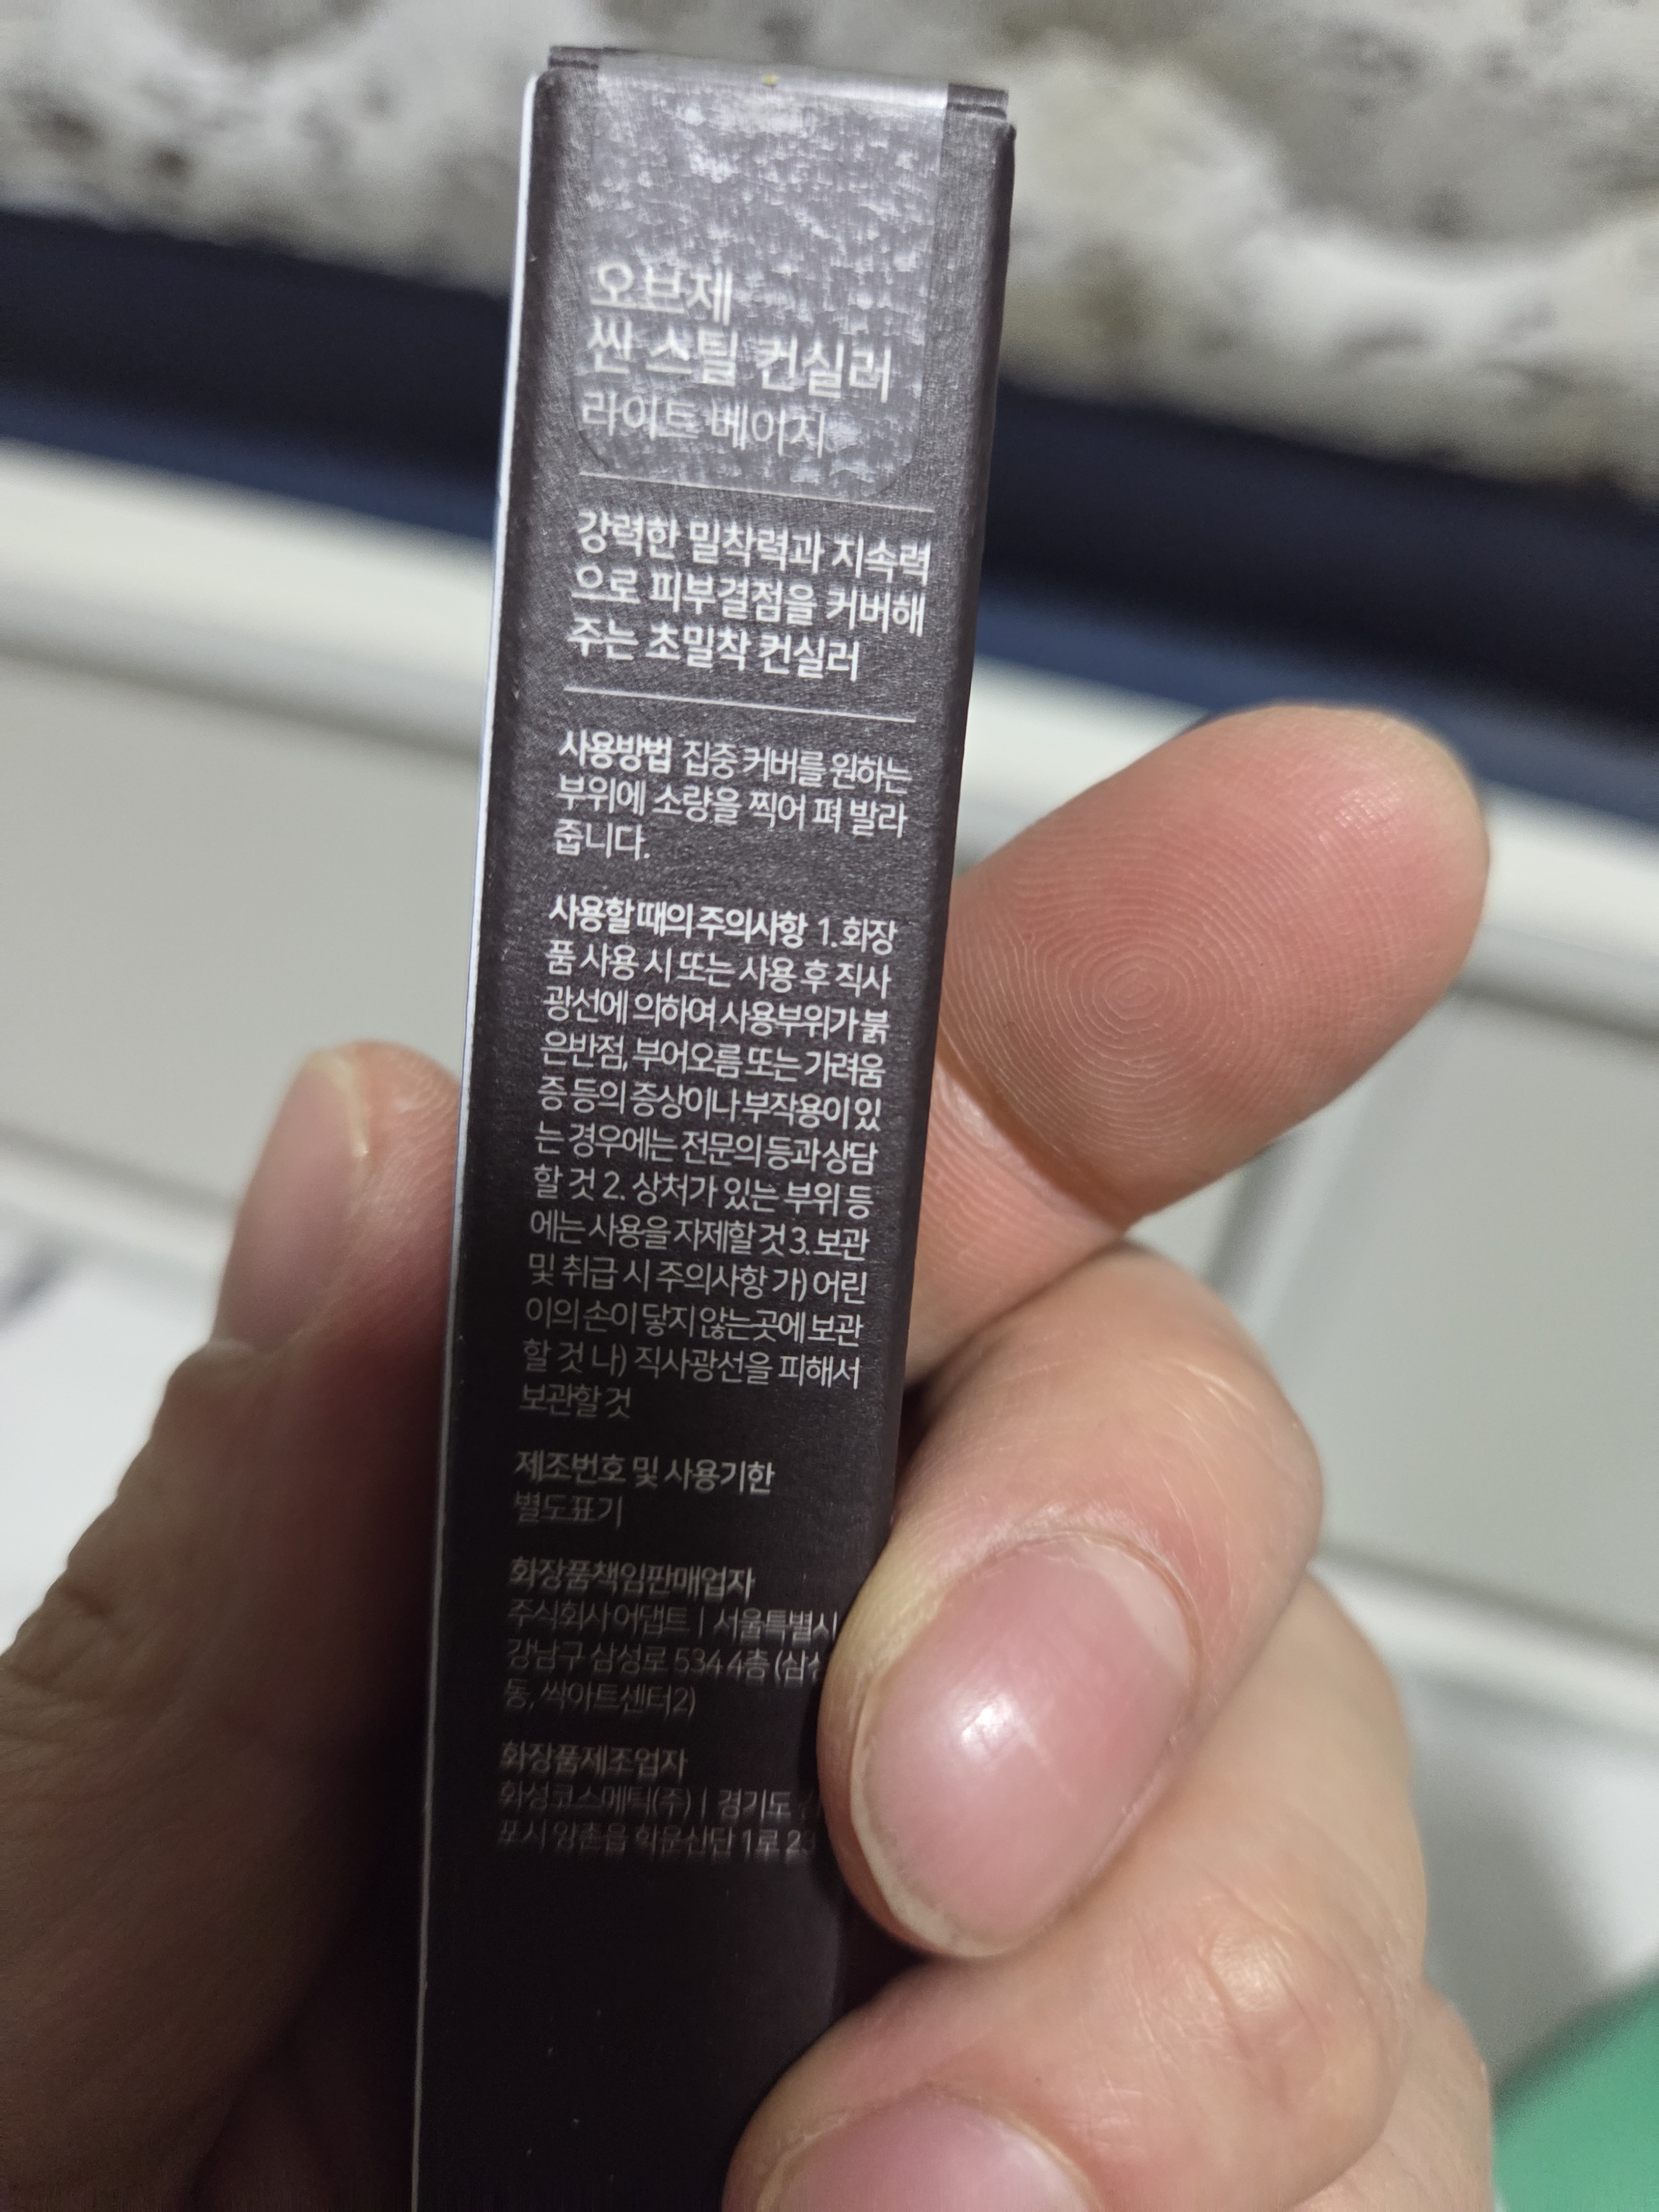 오브제
싼 스틸 컨실러
라이트 베이지
강력한 밀착력과 지속력
으로 피부결점을 커버해
주는 초밀착 컨실러
사용방법 집중 커버를 원하는
부위에 소량을 찍어 펴 발라
줍니다.
사용할 때의 주의사항 1. 화장
품 사용 시 또는 사용 후 직사
광선에 의하여 사용부위가 붉
은반점, 부어오름 또는 가려움
증 등의 증상이나 부작용이 있
는 경우에는 전문의 등과 상담
할 것 2. 상처가 있는 부위 등
에는 사용을 자제할 것 3. 보관
및 취급 시 주의사항 가) 어린
이의 손이 닿지 않는곳에 보관
할 것 나) 직사광선을 피해서
보관할 것
제조번호 및 사용기한
별도표기
화장품책임판매업자
주식회사 어댑트 | 서울특별시
강남구 삼성로 534 4층
동, 싹아트센터2)
화장품제조업자
화성코스메틱(주) | 경기도
포시 양촌읍 학운산단 1로